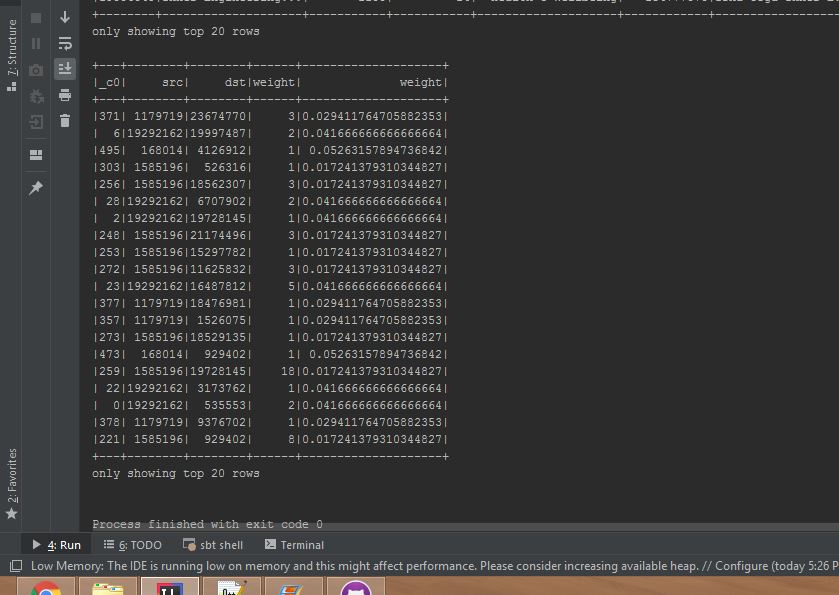 only showing top 20 rows
+---+--------+--------+------+--------------------+
|_c0|     src|     dst|weight|              weight|
+---+--------+--------+------+--------------------+
|371| 1179719|23674770|     3|0.029411764705882353|
|  6|19292162|19997487|     2|0.041666666666666664|
|495|  168014| 4126912|     1| 0.05263157894736842|
|303| 1585196|  526316|     1|0.017241379310344827|
|256| 1585196|18562307|     3|0.017241379310344827|
| 28|19292162| 6707902|     2|0.041666666666666664|
|  2|19292162|19728145|     1|0.041666666666666664|
|248| 1585196|21174496|     3|0.017241379310344827|
|253| 1585196|15297782|     1|0.017241379310344827|
|272| 1585196|11625832|     3|0.017241379310344827|
| 23|19292162|16487812|     5|0.041666666666666664|
|377| 1179719|18476981|     1|0.029411764705882353|
|357| 1179719| 1526075|     1|0.029411764705882353|
|273| 1585196|18529135|     1|0.017241379310344827|
|473|  168014|  929402|     1| 0.05263157894736842|
|259| 1585196|19728145|    18|0.017241379310344827|
| 22|19292162| 3173762|     1|0.041666666666666664|
|  0|19292162|  535553|     2|0.041666666666666664|
|378| 1179719| 9376702|     1|0.029411764705882353|
|221| 1585196|  929402|     8|0.017241379310344827|
+---+--------+--------+------+--------------------+
only showing top 20 rows
Process finished with exit code 0
7: Structure
2: Favorites
4: Run 6: TODO sbt shell Terminal
Low Memory: The IDE is running low on memory and this might affect performance. Please consider increasing available heap. // Configure (today 5:26 P